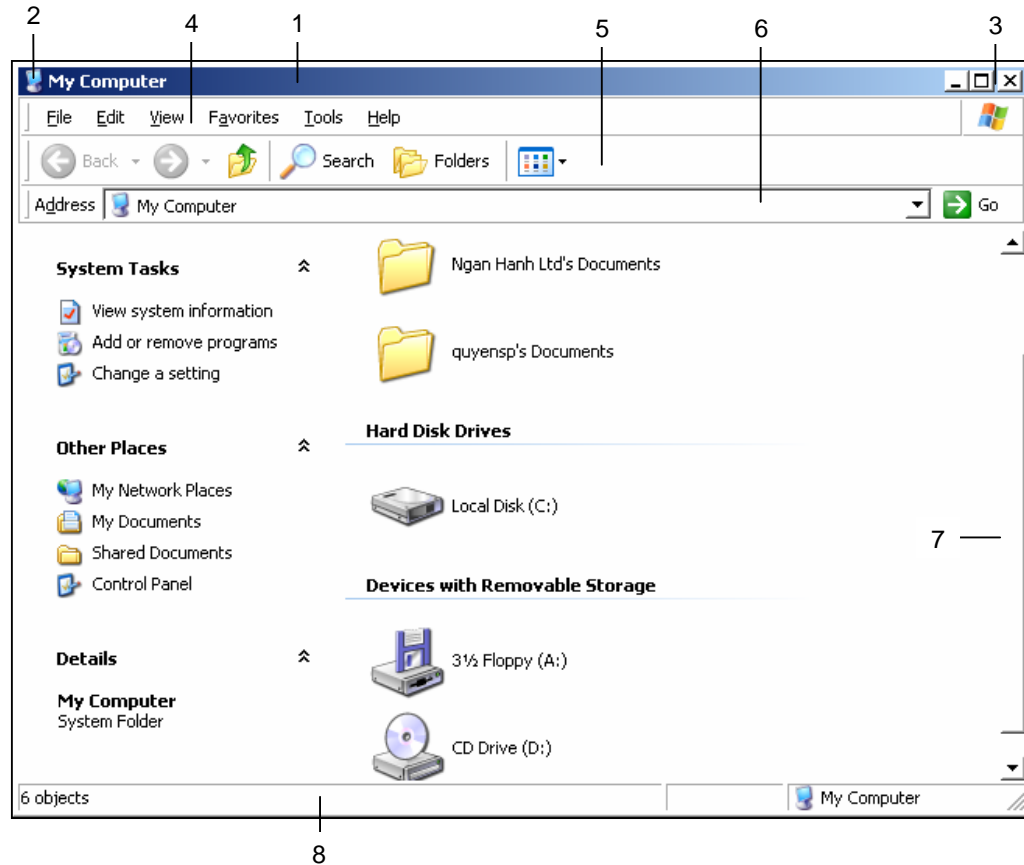 2 4 1 5 6 3
My Computer
File Edit View Favorites Tools Help
Back Search Folders
Address My Computer Go
System Tasks
View system information
Add or remove programs
Change a setting
Other Places
My Network Places
My Documents
Shared Documents
Control Panel
Details
My Computer
System Folder
Ngan Hanh Ltd's Documents
quyensp's Documents
Hard Disk Drives
Local Disk (C:)
7
Devices with Removable Storage
3½ Floppy (A:)
CD Drive (D:)
6 objects My Computer
8